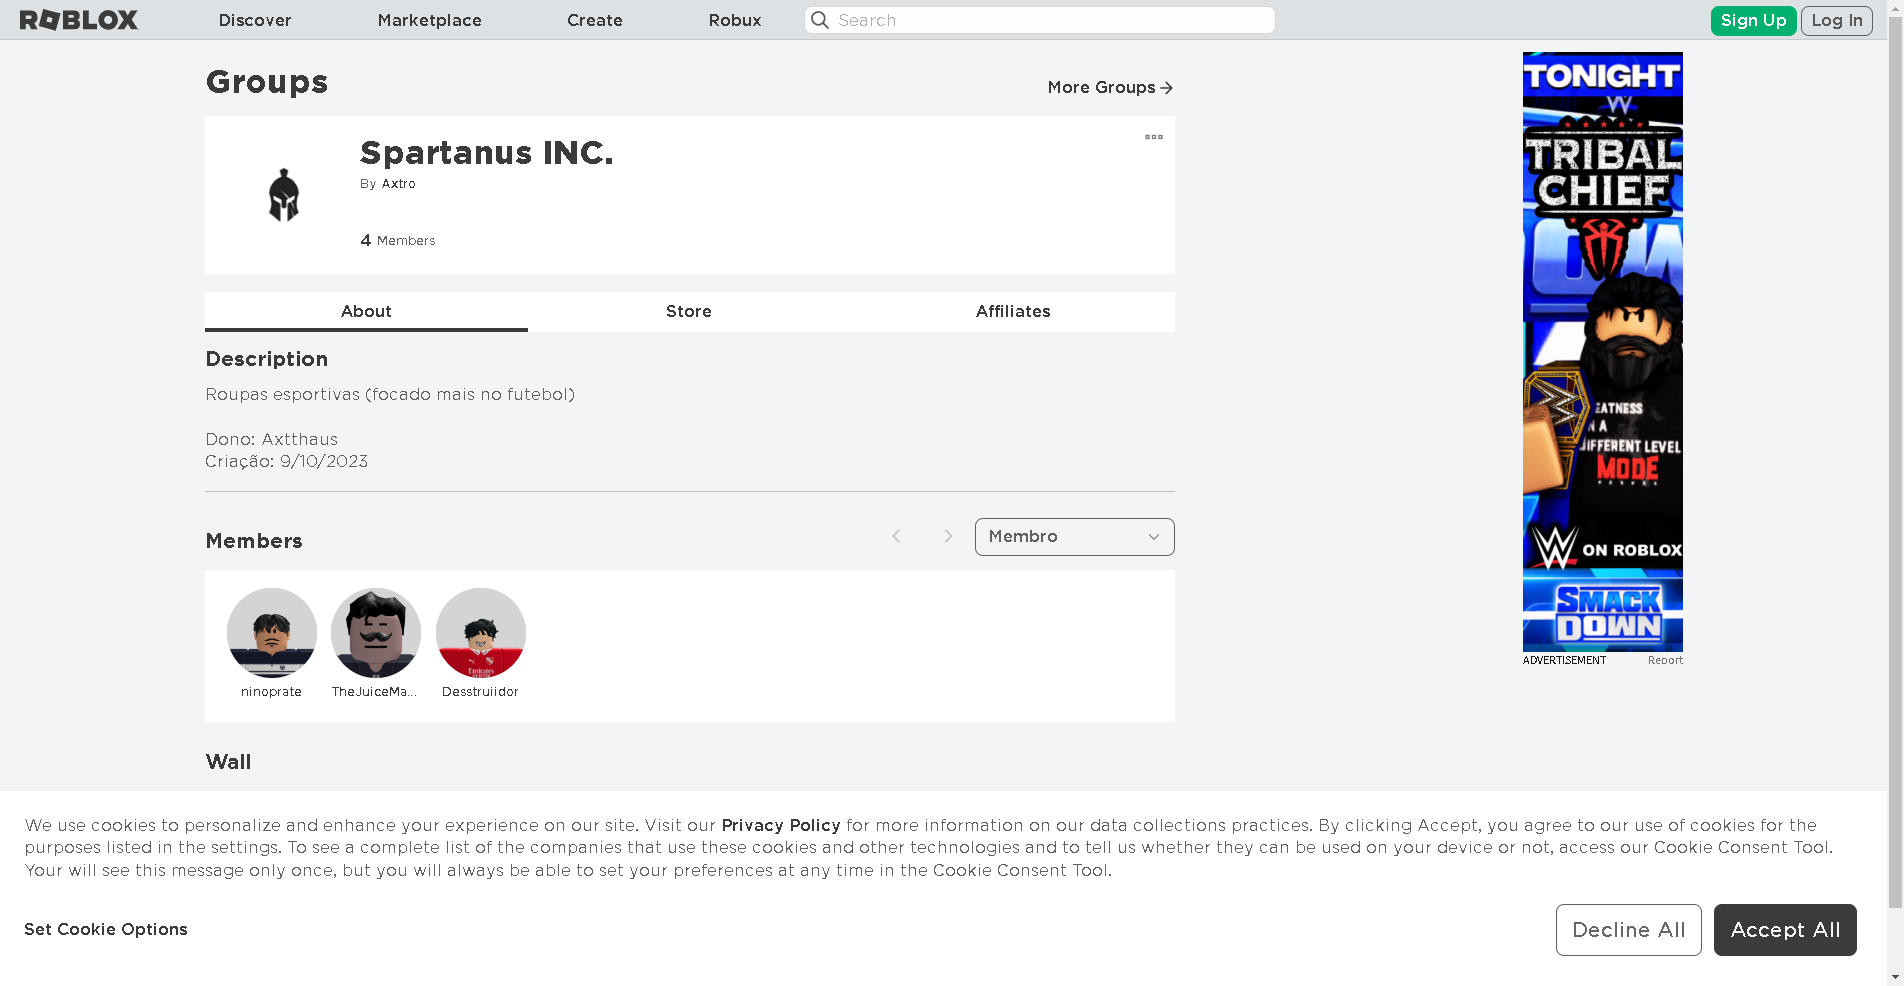 ROBLOX
Discover
Marketplace
Create
Robux
Search
Sign Up
Log In
Groups
More Groups
Spartanus INC.
By Axtro
4 Members
About
Store
Affiliates
Description
Roupas esportivas (focado mais no futebol)
Dono: Axtthaus
Criação: 9/10/2023
Members
Membro
ninoprate
TheJuiceMa...
Desstruiidor
Wall
TONIGHT
W
TRIBAL
CHIEF
EATNESS
N A
IFFERENT LEVEL
MODE
W ON ROBLOX
SMACK
DOWN
ADVERTISEMENT
Report
We use cookies to personalize and enhance your experience on our site. Visit our Privacy Policy for more information on our data collections practices. By clicking Accept, you agree to our use of cookies for the
purposes listed in the settings. To see a complete list of the companies that use these cookies and other technologies and to tell us whether they can be used on your device or not, access our Cookie Consent Tool.
Your will see this message only once, but you will always be able to set your preferences at any time in the Cookie Consent Tool.
Set Cookie Options
Decline All
Accept All